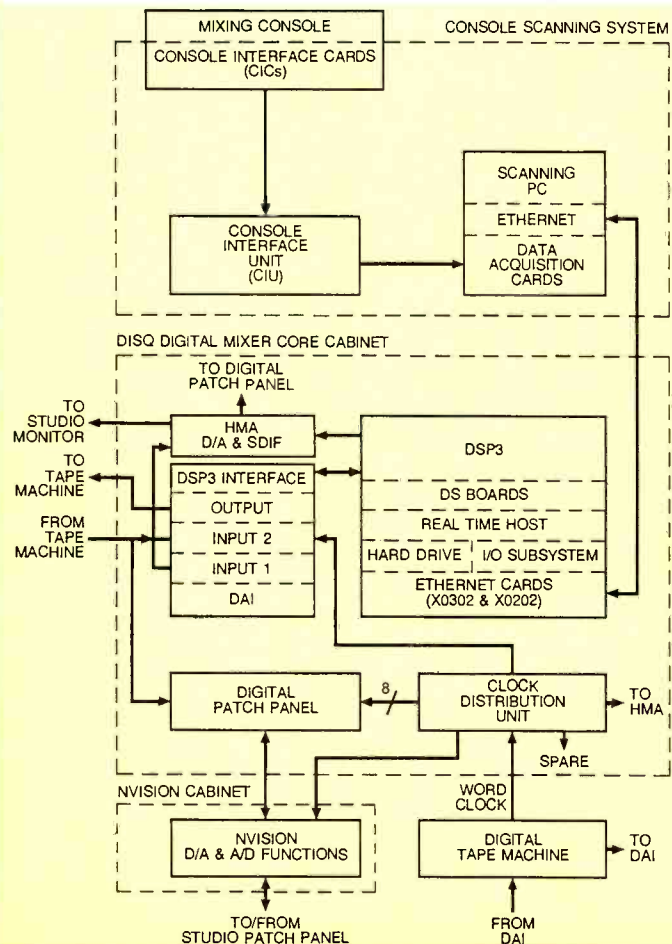 MIXING CONSOLE
CONSOLE SCANNING SYSTEM
CONSOLE INTERFACE CARDS
(CICs)
SCANNING
PC
ETHERNET
DATA
ACQUISITION
CARDS
CONSOLE
INTERFACE
UNIT
(CIU)
DISQ DIGITAL MIXER CORE CABINET
TO DIGITAL
PATCH PANEL
TO
STUDIO
MONITOR
HMA
D/A & SDIF
TO
TAPE
MACHINE
FROM
TAPE
MACHINE
DSP3 INTERFACE
OUTPUT
INPUT 2
INPUT 1
DAI
DSP3
DS BOARDS
REAL TIME HOST
HARD DRIVE
I/O SUBSYSTEM
ETHERNET CARDS
(X0302 & X0202)
DIGITAL
PATCH PANEL
8
CLOCK
DISTRIBUTION
UNIT
TO
HMA
SPARE
NVISION CABINET
WORD
CLOCK
NVISION
D/A & A/D FUNCTIONS
DIGITAL
TAPE MACHINE
TO
DAI
TO/FROM
STUDIO PATCH PANEL
FROM
DAI